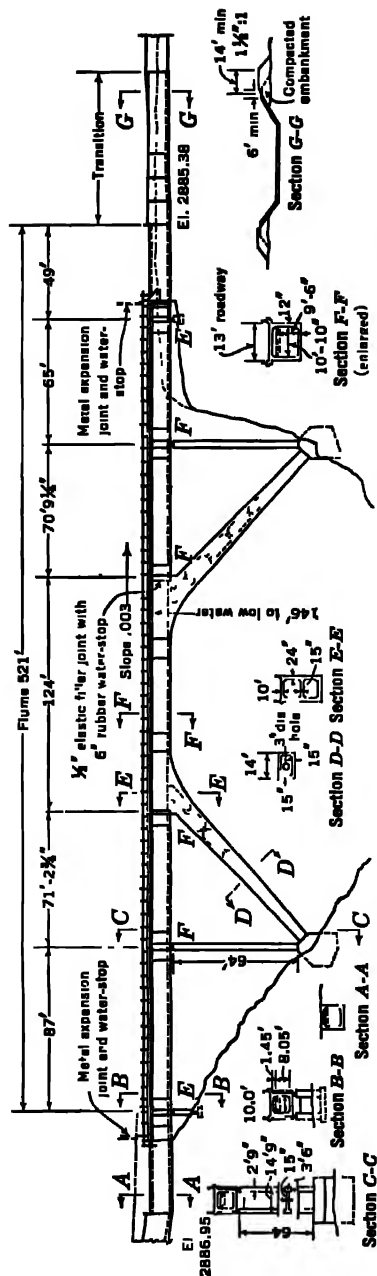 Flume 521'
87'
71'-2¾"
124'
70'9¼"
65'
49'
Transition
Metal expansion
joint and water-stop
½" elastic filler joint with
6" rubber water-stop
Slope .003
Metal expansion
joint and water-
stop
A
A
B
B
C
C
D
D
E
E
E
E
F
F
F
F
F
F
G
G
El
2886.95
El. 2885.38
64'
146' to low water
64
2'9"
14'9"
15"
3'6"
Section C-C
10.0'
1.45'
8.05'
Section B-B
Section A-A
14'
3" dia
hole
15"
15"
Section D-D
10'
24"
15"
Section E-E
13' roadway
12"
9'-6"
10'-10"
Section F-F
(enlarged)
14' min
1½":1
6' min
Compacted
embankment
Section G-G